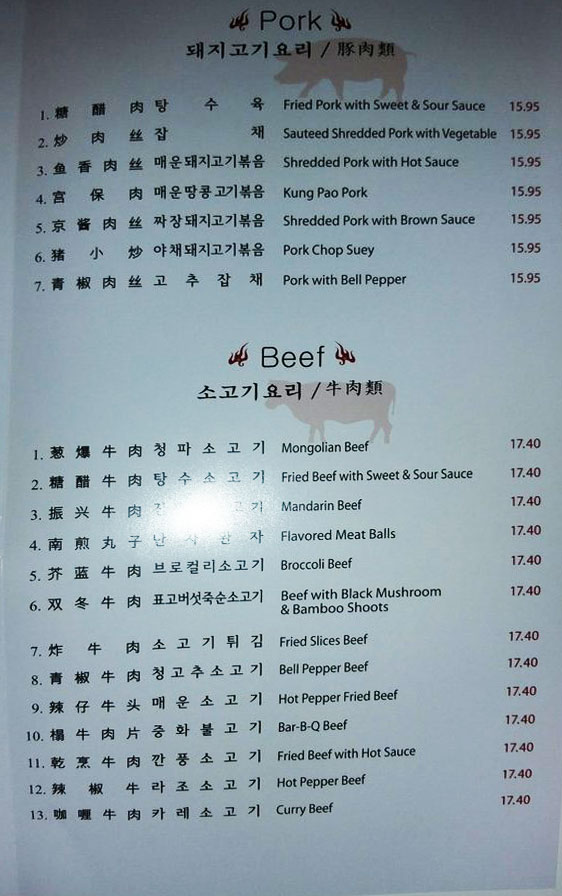 Pork
돼지고기요리 / 豚肉類
1. 糖醋肉 탕수육 Fried Pork with Sweet & Sour Sauce 15.95
2. 炒肉丝 잡채 Sauteed Shredded Pork with Vegetable 15.95
3. 鱼香肉丝 매운돼지고기볶음 Shredded Pork with Hot Sauce 15.95
4. 宫保肉 매운땅콩고기볶음 Kung Pao Pork 15.95
5. 京酱肉丝 짜장돼지고기볶음 Shredded Pork with Brown Sauce 15.95
6. 猪小炒 야채돼지고기볶음 Pork Chop Suey 15.95
7. 青椒肉丝 고추잡채 Pork with Bell Pepper 15.95
Beef
소고기요리 / 牛肉類
1. 葱爆牛肉 청파소고기 Mongolian Beef 17.40
2. 糖醋牛肉 탕수소고기 Fried Beef with Sweet & Sour Sauce 17.40
3. 振兴牛肉 고기 Mandarin Beef 17.40
4. 南煎丸子 난자완자 Flavored Meat Balls 17.40
5. 芥蓝牛肉 브로컬리소고기 Broccoli Beef 17.40
6. 双冬牛肉 표고버섯죽순소고기 Beef with Black Mushroom 17.40
& Bamboo Shoots
7. 炸牛肉 소고기튀김 Fried Slices Beef 17.40
8. 青椒牛肉 청고추소고기 Bell Pepper Beef 17.40
9. 辣仔牛头 매운소고기 Hot Pepper Fried Beef 17.40
10. 榻牛肉片 중화불고기 Bar-B-Q Beef 17.40
11. 乾烹牛肉 깐풍소고기 Fried Beef with Hot Sauce 17.40
12. 辣椒牛 라조소고기 Hot Pepper Beef 17.40
13. 咖喱牛肉 카레소고기 Curry Beef 17.40